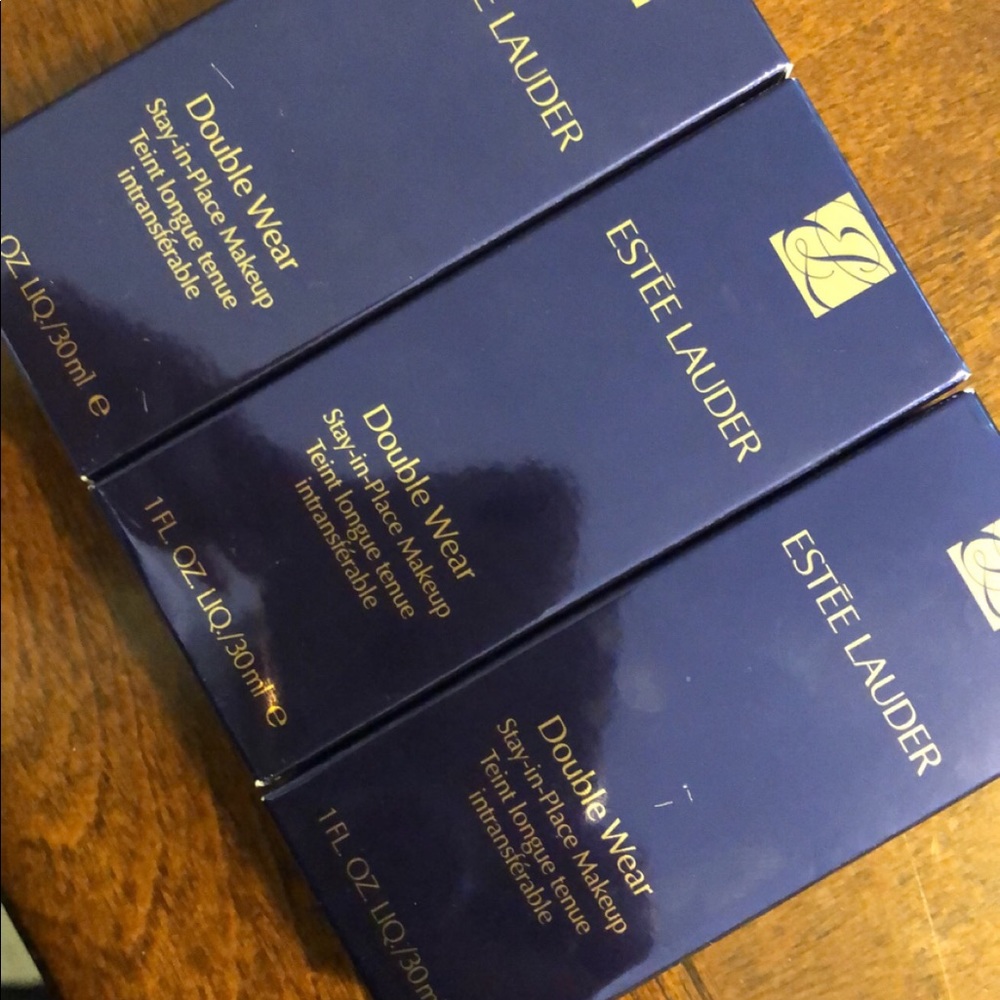 E LAUDER
Double Wear
Stay-in-Place Makeup
Teint longue tenue
intransférable
OZ. LIQ./30ml e
ESTĒE LAUDER
Double Wear
Stay-in-Place Makeup
Teint longue tenue
intransférable
1 FL. OZ. LIQ./30ml e
ESTĒE LAUDER
Double Wear
Stay-in-Place Makeup
Teint longue tenue
intransférable
1 FL. OZ. LIQ./30m